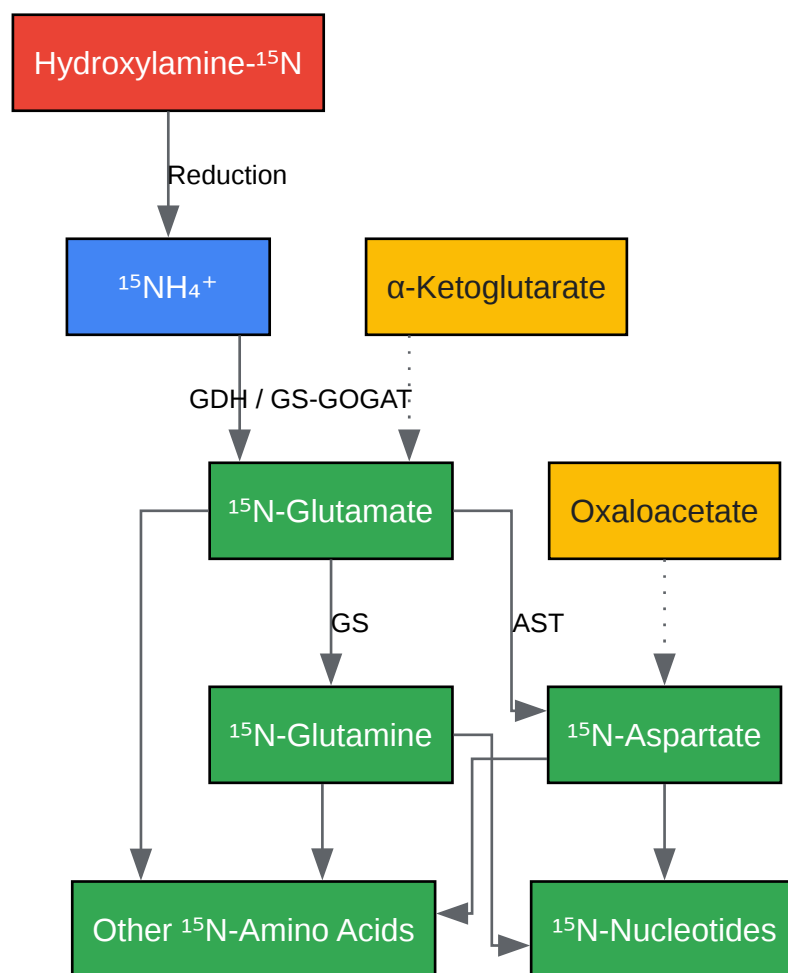 Hydroxylamine-¹⁵N
Reduction
¹⁵NH₄⁺
α-Ketoglutarate
GDH / GS-GOGAT
¹⁵N-Glutamate
Oxaloacetate
GS
AST
¹⁵N-Glutamine
¹⁵N-Aspartate
Other ¹⁵N-Amino Acids
¹⁵N-Nucleotides